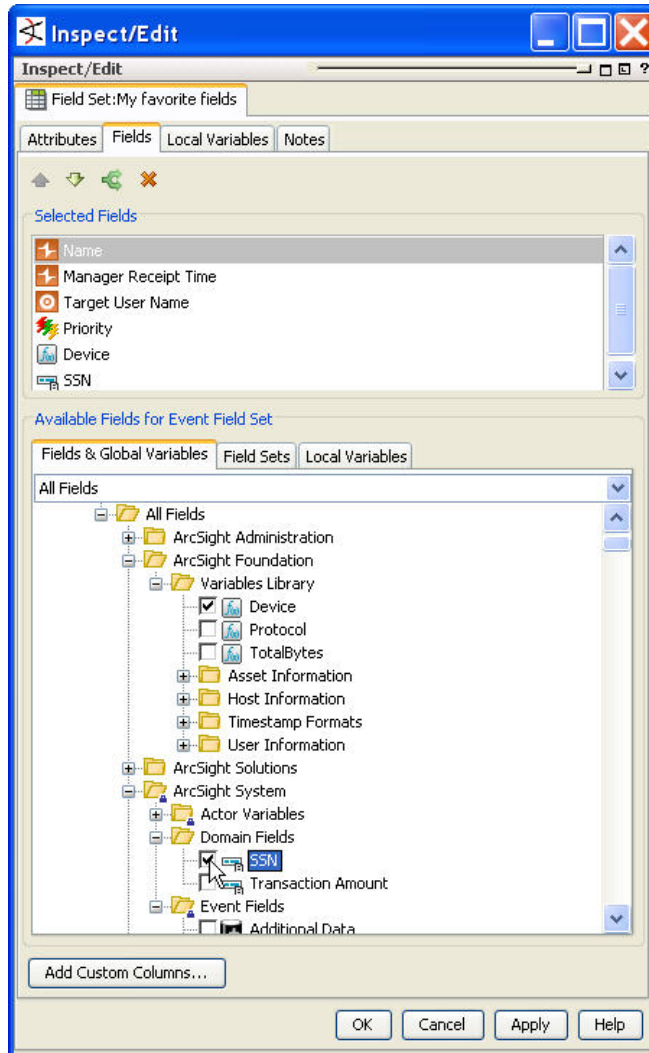 Inspect/Edit
Inspect/Edit
Field Set:My favorite fields
Attributes Fields Local Variables Notes
Selected Fields
Name
Manager Receipt Time
Target User Name
Priority
Device
SSN
Available Fields for Event Field Set
Fields & Global Variables Field Sets Local Variables
All Fields
All Fields
ArcSight Administration
ArcSight Foundation
Variables Library
Device
Protocol
TotalBytes
Asset Information
Host Information
Timestamp Formats
User Information
ArcSight Solutions
ArcSight System
Actor Variables
Domain Fields
SSN
Transaction Amount
Event Fields
Additional Data
Add Custom Columns...
OK Cancel Apply Help